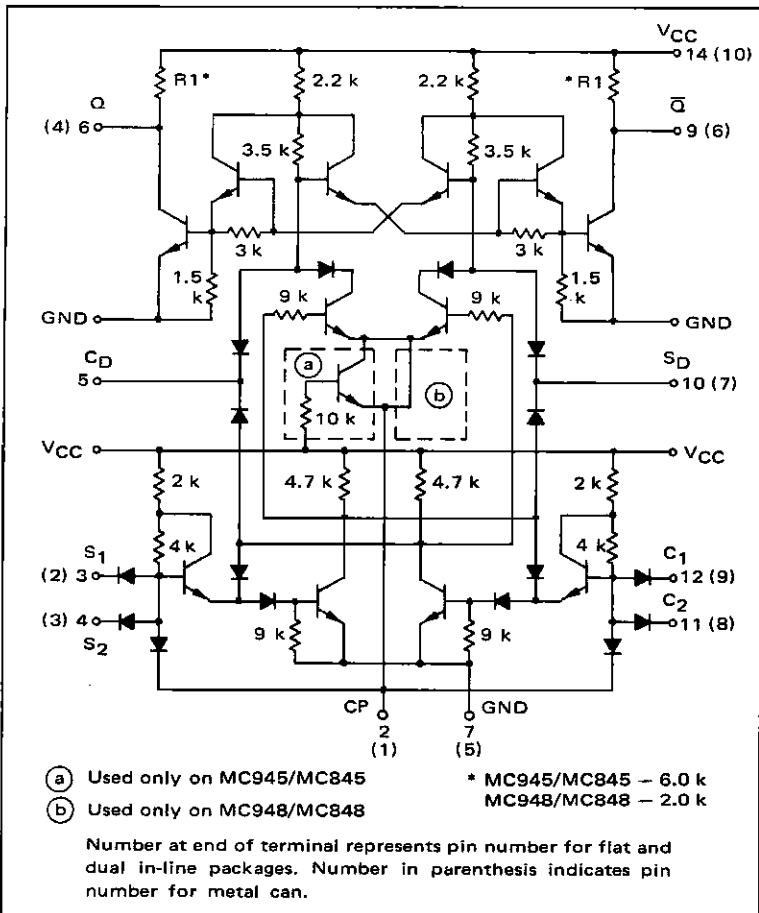 VCC
14 (10)
R1*
2.2 k
2.2 k
*R1
Q
Q̅
(4) 6
9 (6)
3.5 k
3.5 k
3 k
3 k
1.5 k
1.5 k
9 k
9 k
GND
GND
CD
SD
5
10 (7)
a
b
10 k
VCC
VCC
2 k
4.7 k
4.7 k
2 k
S1
4 k
4 k
C1
(2) 3
12 (9)
C2
(3) 4
11 (8)
S2
9 k
9 k
CP
GND
2
7
(1)
(5)
a Used only on MC945/MC845
* MC945/MC845 – 6.0 k
MC948/MC848 – 2.0 k
b Used only on MC948/MC848
Number at end of terminal represents pin number for flat and
dual in-line packages. Number in parenthesis indicates pin
number for metal can.